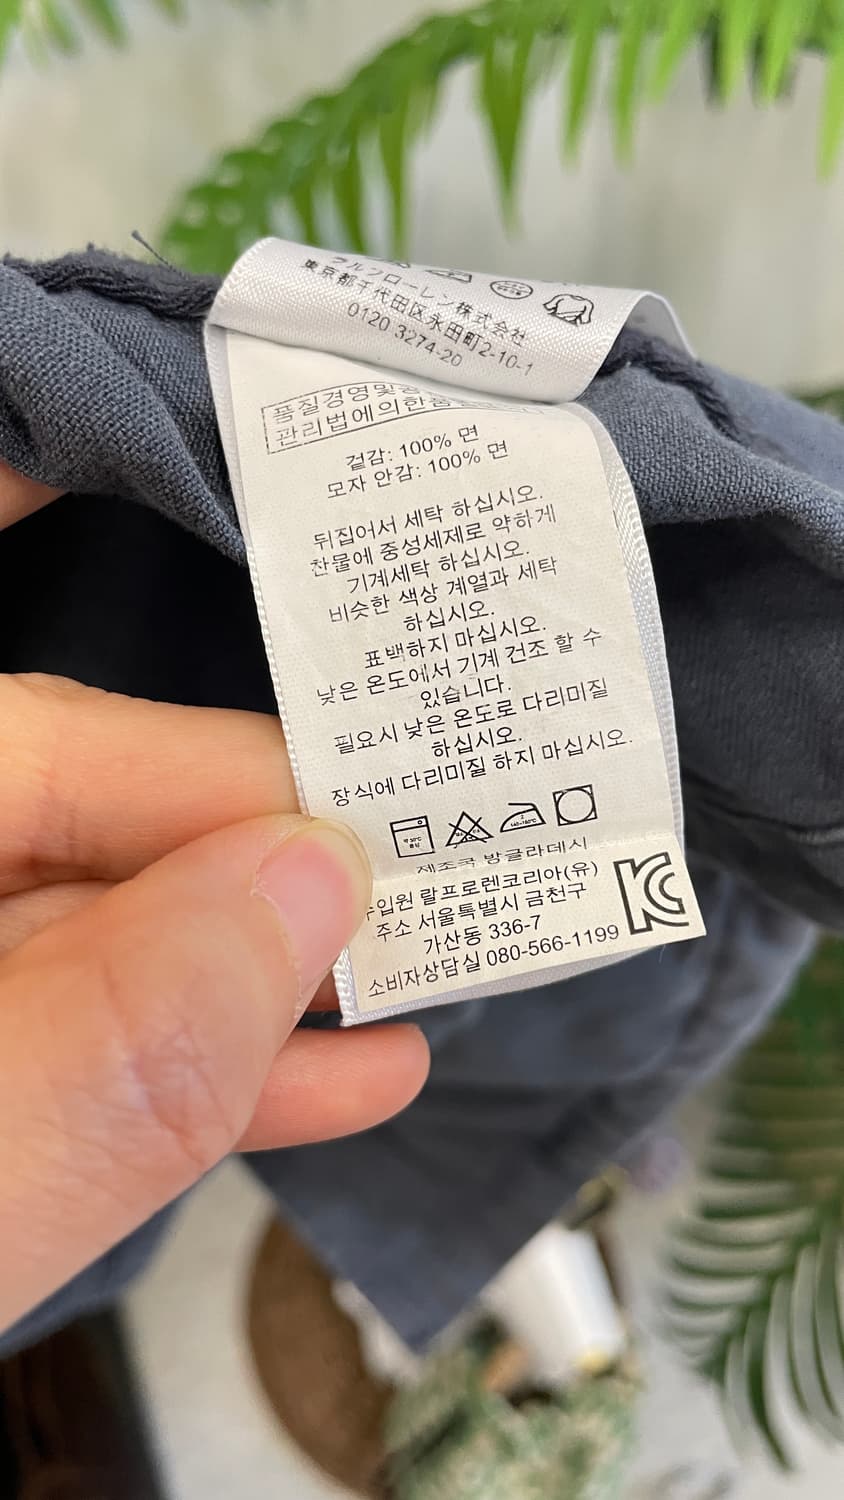 ラルフローレン株式会社
東京都千代田区永田町2-10-1
0120 3274-20
품질경영및
관리법에의한
겉감: 100% 면
모자 안감: 100% 면
뒤집어서 세탁 하십시오.
찬물에 중성세제로 약하게
기계세탁 하십시오.
비슷한 색상 계열과 세탁
하십시오.
표백하지 마십시오.
낮은 온도에서 기계 건조 할 수
있습니다.
필요시 낮은 온도로 다리미질
하십시오.
장식에 다리미질 하지 마십시오.
제조국 방글라데시
랄프로렌코리아(유)
주소 서울특별시 금천구
가산동 336-7
소비자상담실 080-566-1199